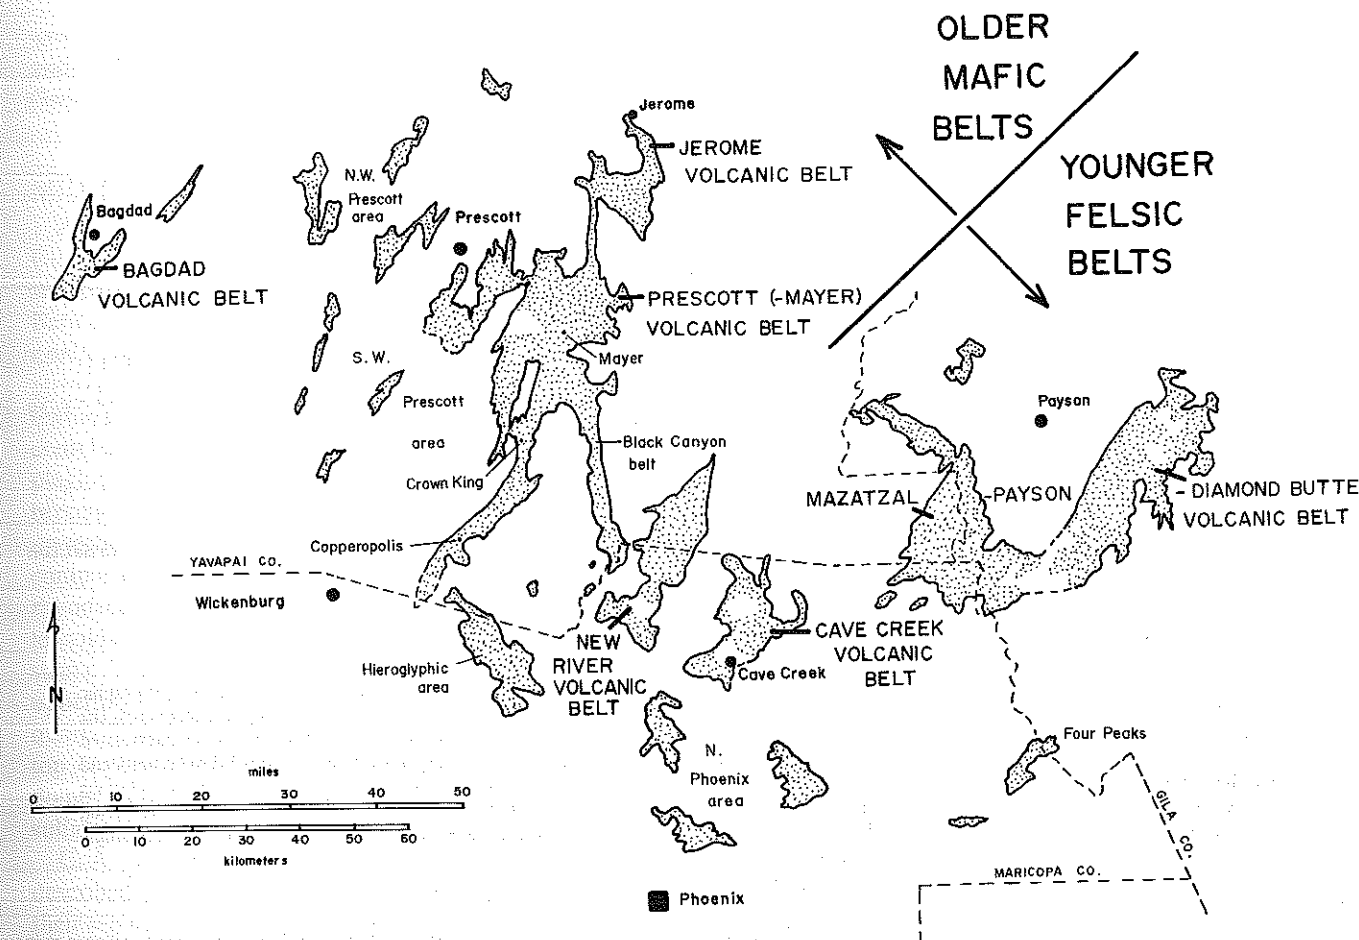 OLDER
MAFIC
BELTS
YOUNGER
FELSIC
BELTS
Jerome
JEROME
VOLCANIC BELT
N.W.
Prescott
area
Prescott
Bagdad
BAGDAD
VOLCANIC BELT
PRESCOTT (-MAYER)
VOLCANIC BELT
Mayer
S.W.
Prescott
area
Payson
Black Canyon
belt
Crown King
MAZATZAL
PAYSON
DIAMOND BUTTE
VOLCANIC BELT
Copperopolis
YAVAPAI CO.
Wickenburg
NEW
RIVER
VOLCANIC
BELT
CAVE CREEK
VOLCANIC
BELT
Cave Creek
Hieroglyphic
area
N
N.
Phoenix
area
Four Peaks
miles
0 10 20 30 40 50
0 10 20 30 40 50 60
kilometers
GILA CO.
MARICOPA CO.
Phoenix